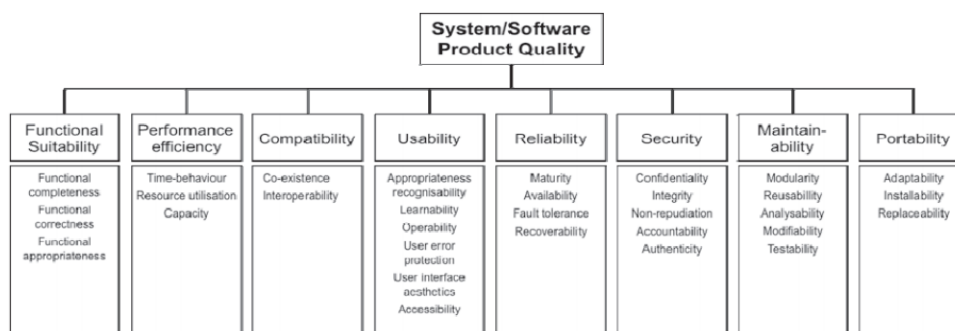 System/Software
Product Quality
Functional
Suitability
Functional
completeness
Functional
correctness
Functional
appropriateness
Performance
efficiency
Time-behaviour
Resource utilisation
Capacity
Compatibility
Co-existence
Interoperability
Usability
Appropriateness
recognisability
Learnability
Operability
User error
protection
User interface
aesthetics
Accessibility
Reliability
Maturity
Availability
Fault tolerance
Recoverability
Security
Confidentiality
Integrity
Non-repudiation
Accountability
Authenticity
Maintain-
ability
Modularity
Reusabillity
Analysability
Modifiability
Testability
Portability
Adaptability
Installability
Replaceability